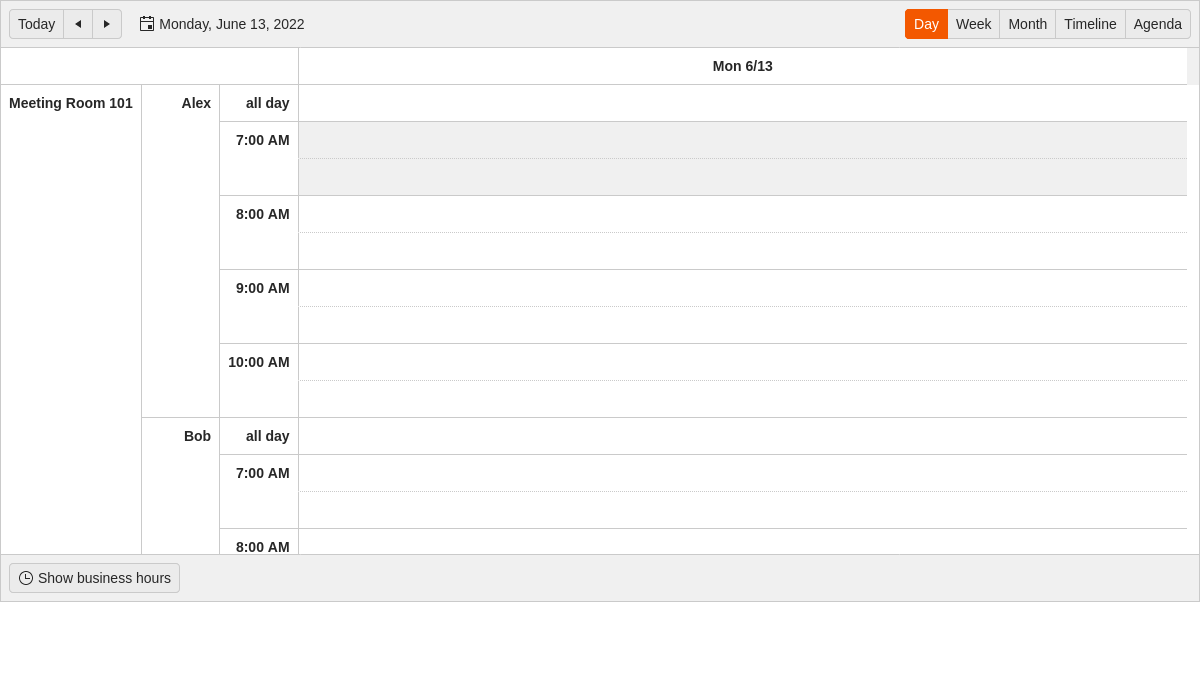 Today Monday, June 13, 2022 Day Week Month Timeline Agenda
Mon 6/13
Meeting Room 101 Alex all day
7:00 AM
8:00 AM
9:00 AM
10:00 AM
Bob all day
7:00 AM
8:00 AM
Show business hours